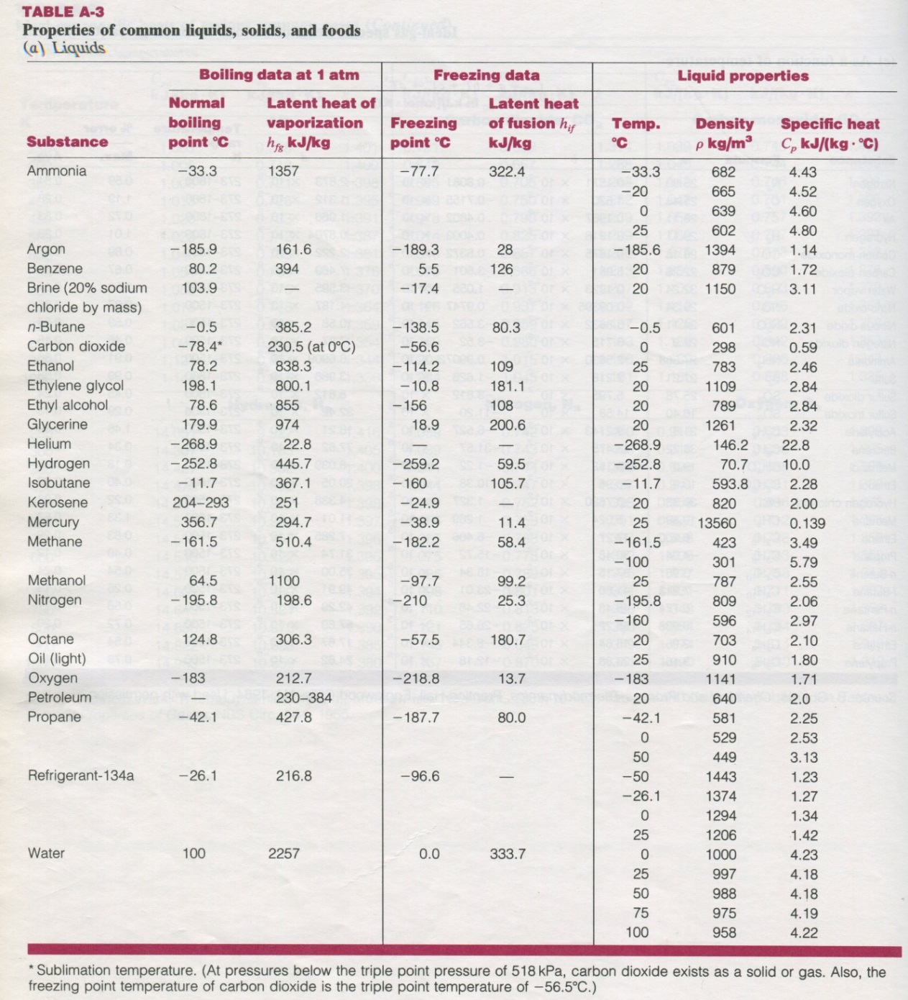 TABLE A-3
Properties of common liquids, solids, and foods
(a) Liquids
Boiling data at 1 atm Freezing data Liquid properties
Normal Latent heat of Latent heat
boiling vaporization Freezing of fusion h_if Temp. Density Specific heat
Substance point °C h_fg kJ/kg point °C kJ/kg °C ρ kg/m³ C_p kJ/(kg · °C)
Ammonia −33.3 1357 −77.7 322.4 −33.3 682 4.43
−20 665 4.52
0 639 4.60
25 602 4.80
Argon −185.9 161.6 −189.3 28 −185.6 1394 1.14
Benzene 80.2 394 5.5 126 20 879 1.72
Brine (20% sodium 103.9 — −17.4 — 20 1150 3.11
chloride by mass)
n-Butane −0.5 385.2 −138.5 80.3 −0.5 601 2.31
Carbon dioxide −78.4* 230.5 (at 0°C) −56.6 0 298 0.59
Ethanol 78.2 838.3 −114.2 109 25 783 2.46
Ethylene glycol 198.1 800.1 −10.8 181.1 20 1109 2.84
Ethyl alcohol 78.6 855 −156 108 20 789 2.84
Glycerine 179.9 974 18.9 200.6 20 1261 2.32
Helium −268.9 22.8 — — −268.9 146.2 22.8
Hydrogen −252.8 445.7 −259.2 59.5 −252.8 70.7 10.0
Isobutane −11.7 367.1 −160 105.7 −11.7 593.8 2.28
Kerosene 204–293 251 −24.9 — 20 820 2.00
Mercury 356.7 294.7 −38.9 11.4 25 13560 0.139
Methane −161.5 510.4 −182.2 58.4 −161.5 423 3.49
−100 301 5.79
Methanol 64.5 1100 −97.7 99.2 25 787 2.55
Nitrogen −195.8 198.6 −210 25.3 −195.8 809 2.06
−160 596 2.97
Octane 124.8 306.3 −57.5 180.7 20 703 2.10
Oil (light) 25 910 1.80
Oxygen −183 212.7 −218.8 13.7 −183 1141 1.71
Petroleum — 230–384 20 640 2.0
Propane −42.1 427.8 −187.7 80.0 −42.1 581 2.25
0 529 2.53
50 449 3.13
Refrigerant-134a −26.1 216.8 −96.6 — −50 1443 1.23
−26.1 1374 1.27
0 1294 1.34
25 1206 1.42
Water 100 2257 0.0 333.7 0 1000 4.23
25 997 4.18
50 988 4.18
75 975 4.19
100 958 4.22
* Sublimation temperature. (At pressures below the triple point pressure of 518 kPa, carbon dioxide exists as a solid or gas. Also, the
freezing point temperature of carbon dioxide is the triple point temperature of −56.5°C.)